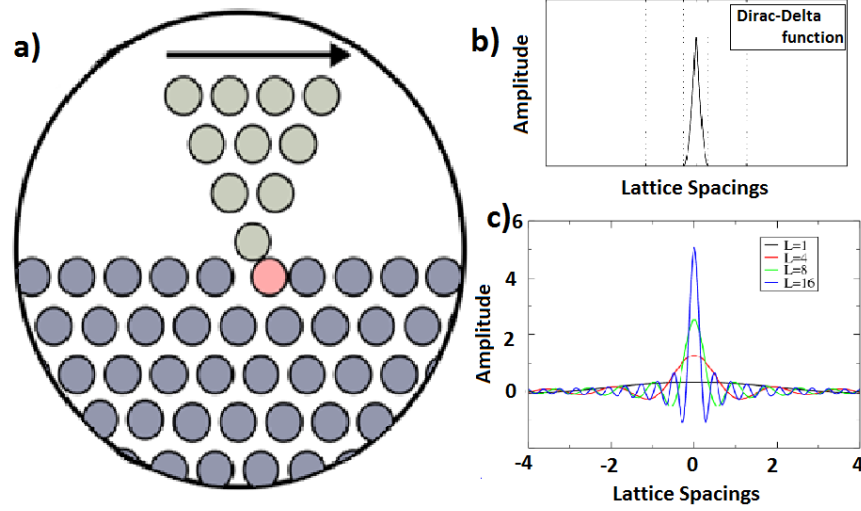 a)
b)
Dirac-Delta
function
Amplitude
Lattice Spacings
c)
6
4
2
0
L=1
L=4
L=8
L=16
Amplitude
-4
-2
0
2
4
Lattice Spacings